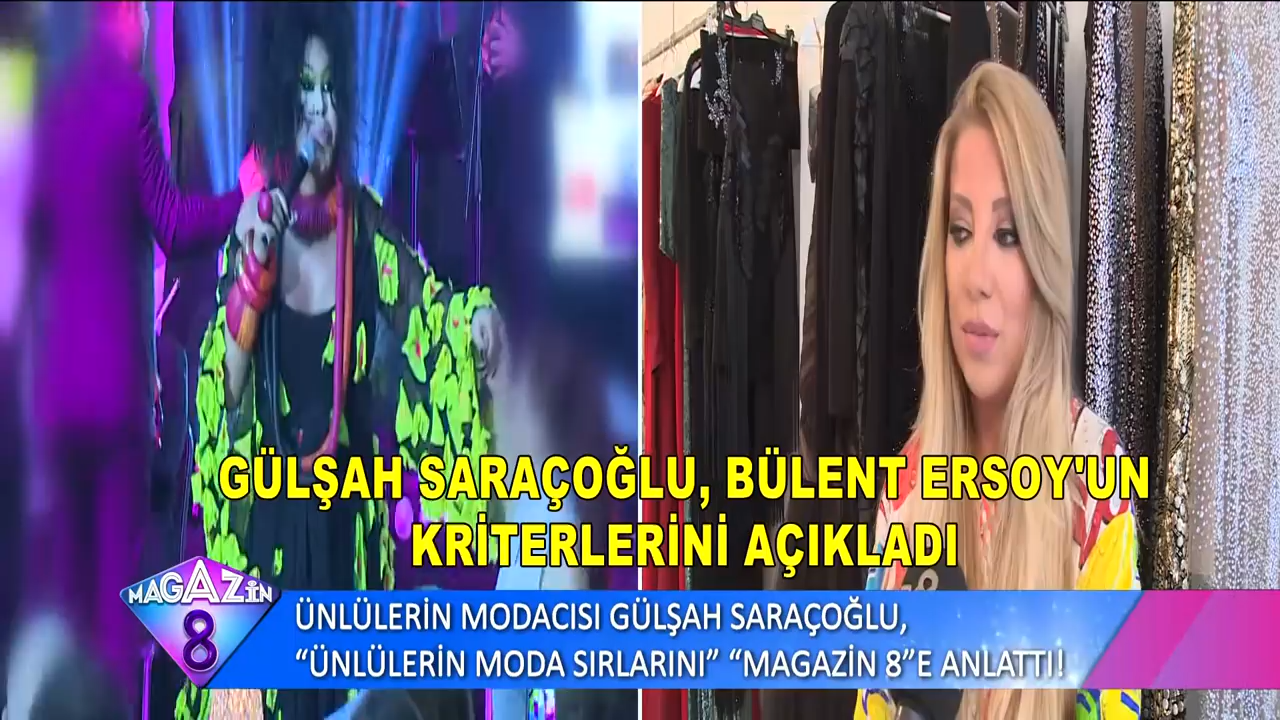 GÜLŞAH SARAÇOĞLU, BÜLENT ERSOY'UN
KRİTERLERİNİ AÇIKLADI
MAGAZİN
8
ÜNLÜLERİN MODACISI GÜLŞAH SARAÇOĞLU,
“ÜNLÜLERİN MODA SIRLARINI” “MAGAZİN 8”E ANLATTI!